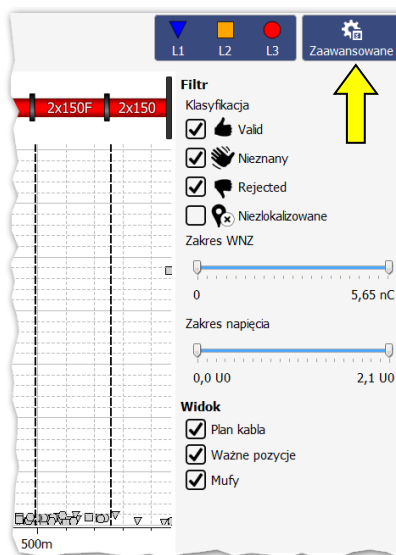 L1 L2 L3 Zaawansowane
2x150F 2x150
Filtr
Klasyfikacja
Valid
Nieznany
Rejected
Niezlokalizowane
Zakres WNZ
0 5,65 nC
Zakres napięcia
0,0 U0 2,1 U0
Widok
Plan kabla
Ważne pozycje
Mufy
500m